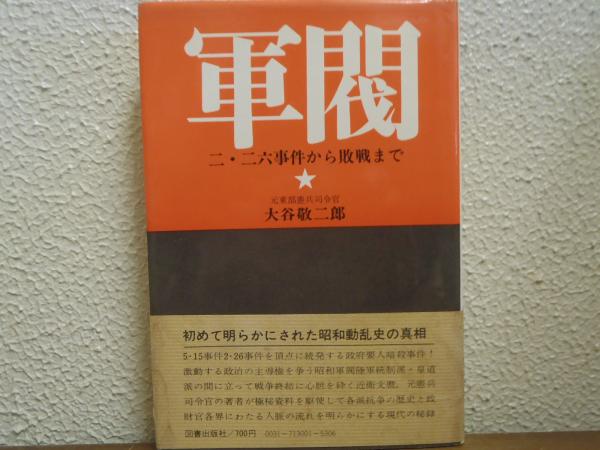 軍閥
二・二六事件から敗戦まで
元東部憲兵司令官
大谷敬二郎
初めて明らかにされた昭和動乱史の真相
5・15事件2・26事件を頂点に続発する政府要人暗殺事件！
激動する政治の主導権を争う昭和軍閥陸軍統制派・皇道
派の間に立って戦争終結に心胆を砕く近衛文麿。元憲兵
司令官の著者が極秘資料を駆使して各派抗争の歴史と政
財官各界にわたる人脈の流れを明らかにする現代の秘録
図書出版社／700円 0031-713001-5306